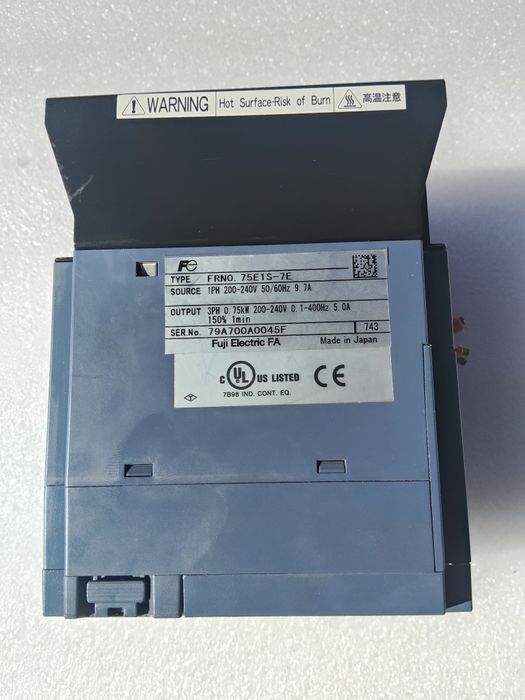 WARNING Hot Surface-Risk of Burn 高温注意
Fe
TYPE FRN0.75E1S-7E
SOURCE 1PH 200-240V 50/60Hz 9.7A
OUTPUT 3PH 0.75kW 200-240V 0.1-400Hz 5.0A
150% 1min
SER.No. 79A700A0045F 743
Fuji Electric FA Made in Japan
C UL US LISTED CE
7B98 IND. CONT. EQ.